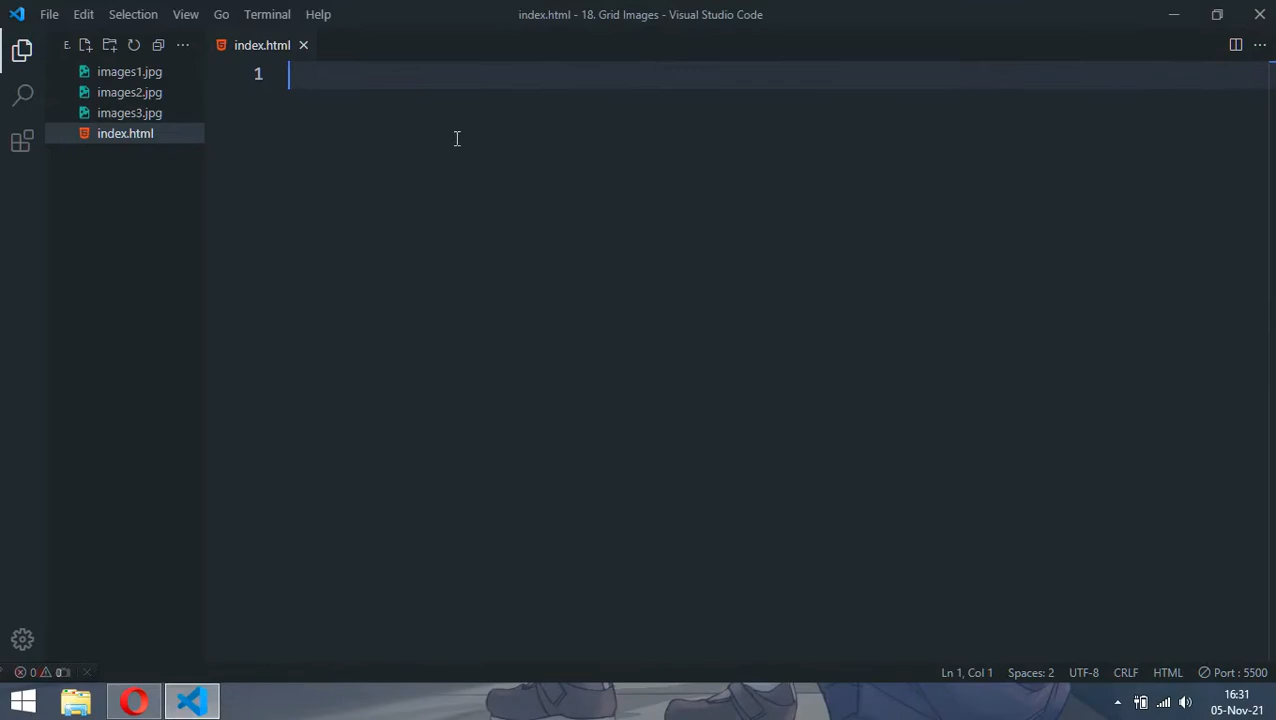 File Edit Selection View Go Terminal Help
index.html - 18. Grid Images - Visual Studio Code
E.
index.html
images1.jpg
images2.jpg
images3.jpg
index.html
1
0
0
Ln 1, Col 1
Spaces: 2
UTF-8
CRLF
HTML
Port : 5500
16:31
05-Nov-21